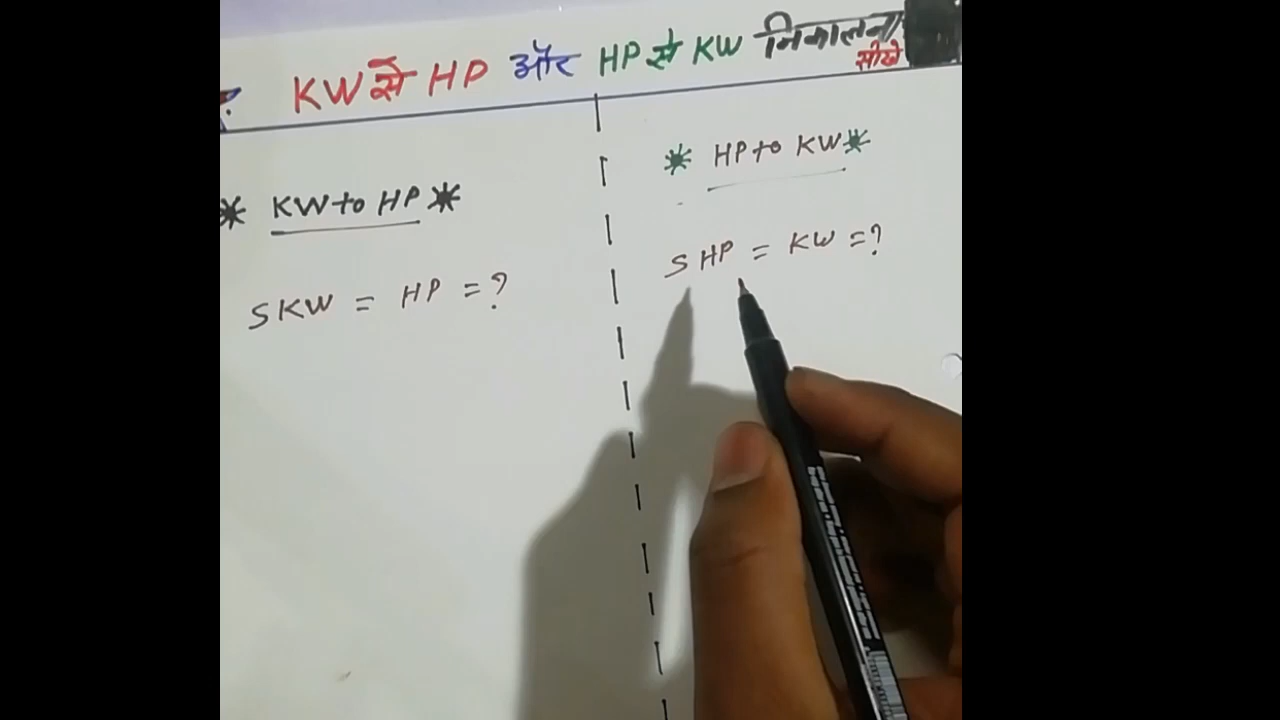 KW से HP और HP से KW निकालना
सीखे
* KW to HP *
5KW = HP = ?
* HP to KW *
5HP = KW = ?